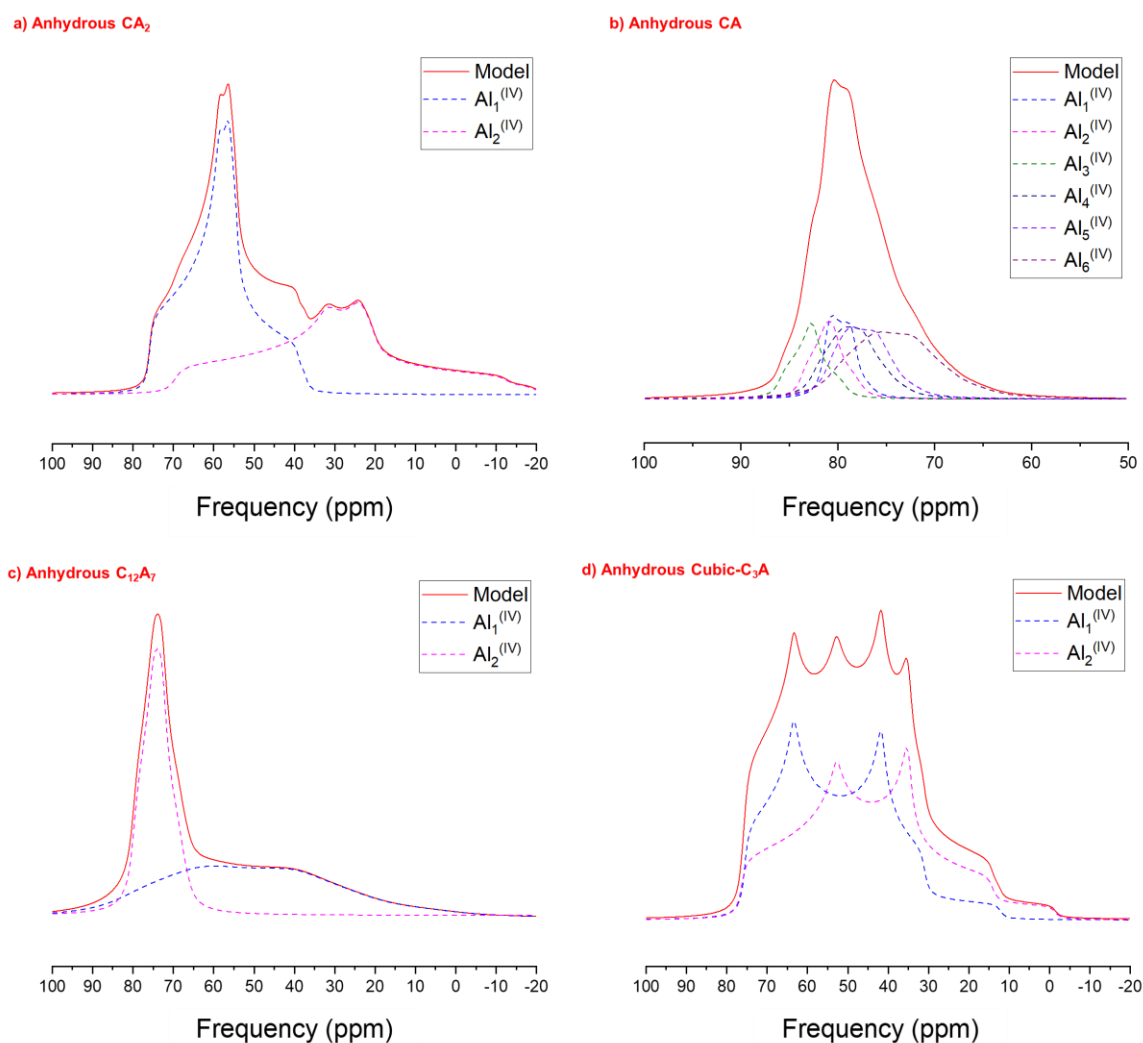 a) Anhydrous CA₂
Model
Al₁⁽ᴵⱽ⁾
Al₂⁽ᴵⱽ⁾
100 90 80 70 60 50 40 30 20 10 0 -10 -20
Frequency (ppm)
b) Anhydrous CA
Model
Al₁⁽ᴵⱽ⁾
Al₂⁽ᴵⱽ⁾
Al₃⁽ᴵⱽ⁾
Al₄⁽ᴵⱽ⁾
Al₅⁽ᴵⱽ⁾
Al₆⁽ᴵⱽ⁾
100 90 80 70 60 50
Frequency (ppm)
c) Anhydrous C₁₂A₇
Model
Al₁⁽ᴵⱽ⁾
Al₂⁽ᴵⱽ⁾
100 90 80 70 60 50 40 30 20 10 0 -10 -20
Frequency (ppm)
d) Anhydrous Cubic-C₃A
Model
Al₁⁽ᴵⱽ⁾
Al₂⁽ᴵⱽ⁾
100 90 80 70 60 50 40 30 20 10 0 -10 -20
Frequency (ppm)